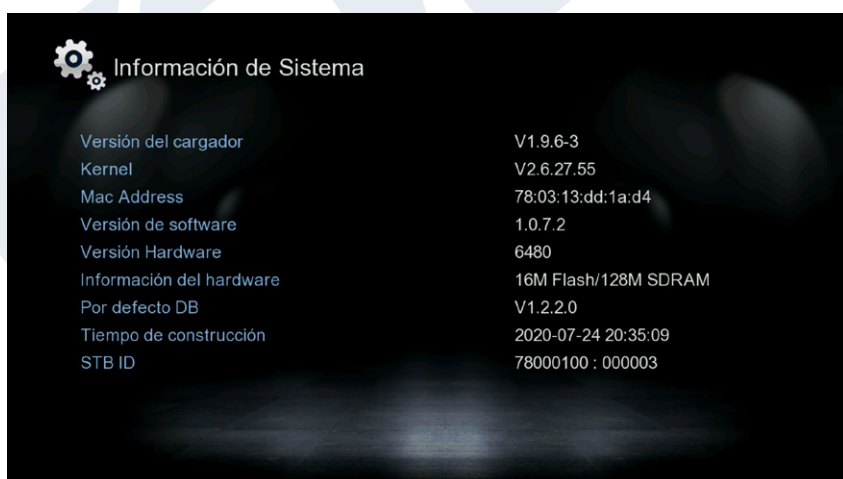 Información de Sistema
Versión del cargador V1.9.6-3
Kernel V2.6.27.55
Mac Address 78:03:13:dd:1a:d4
Versión de software 1.0.7.2
Versión Hardware 6480
Información del hardware 16M Flash/128M SDRAM
Por defecto DB V1.2.2.0
Tiempo de construcción 2020-07-24 20:35:09
STB ID 78000100 : 000003